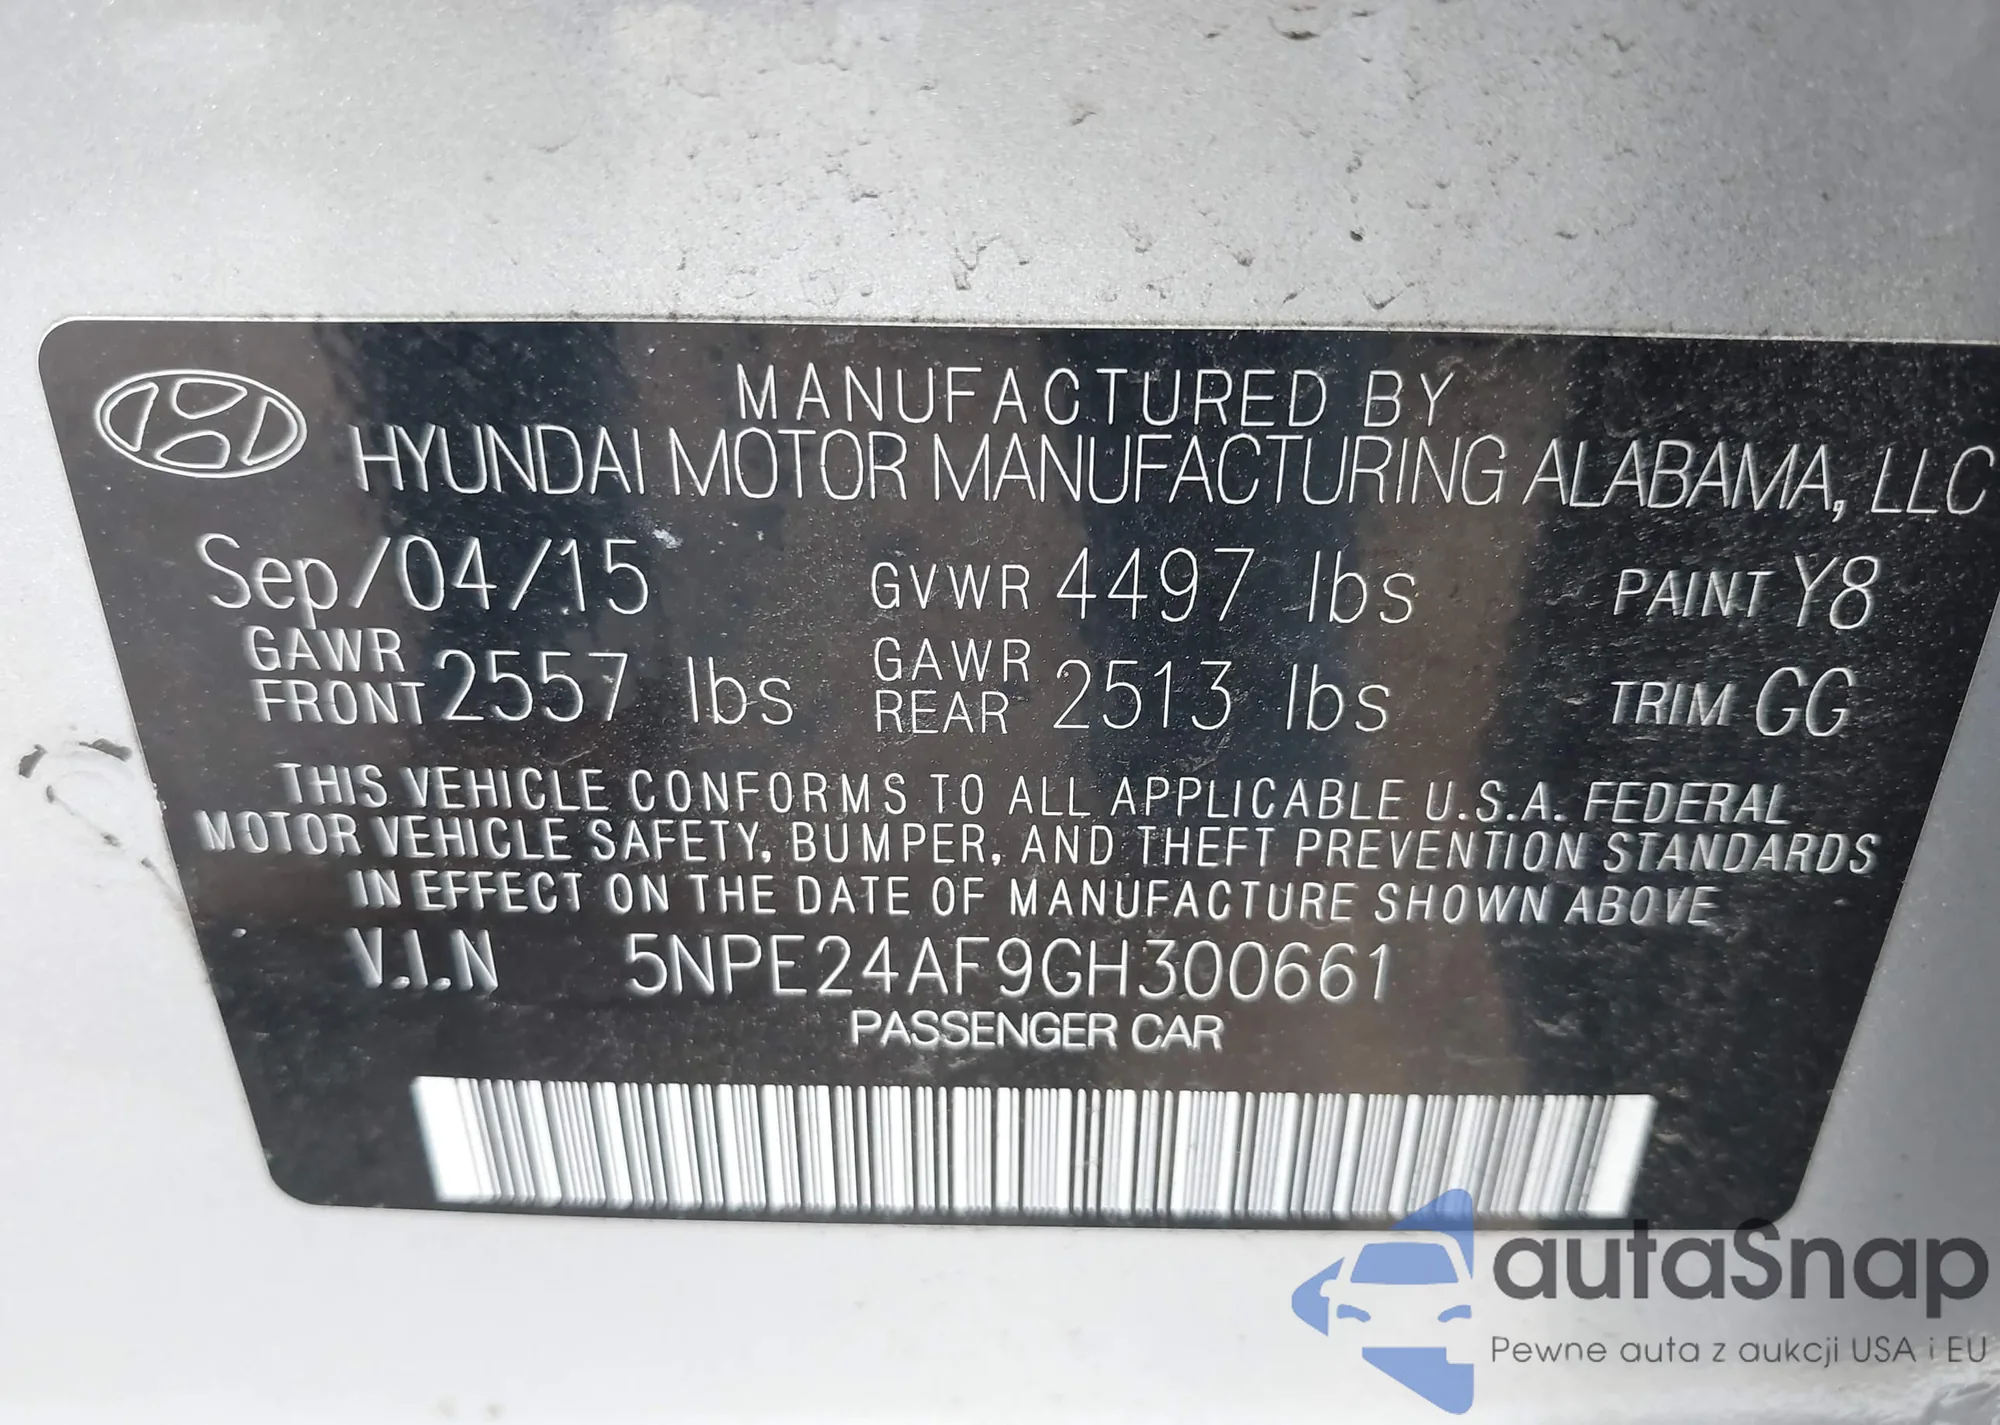 MANUFACTURED BY
HYUNDAI MOTOR MANUFACTURING ALABAMA, LLC
Sep/04/15 GVWR 4497 lbs PAINT Y8
GAWR FRONT 2557 lbs GAWR REAR 2513 lbs TRIM GG
THIS VEHICLE CONFORMS TO ALL APPLICABLE U.S.A. FEDERAL
MOTOR VEHICLE SAFETY, BUMPER, AND THEFT PREVENTION STANDARDS
IN EFFECT ON THE DATE OF MANUFACTURE SHOWN ABOVE
V.I.N 5NPE24AF9GH300661
PASSENGER CAR
autaSnap
Pewne auta z aukcji USA i EU